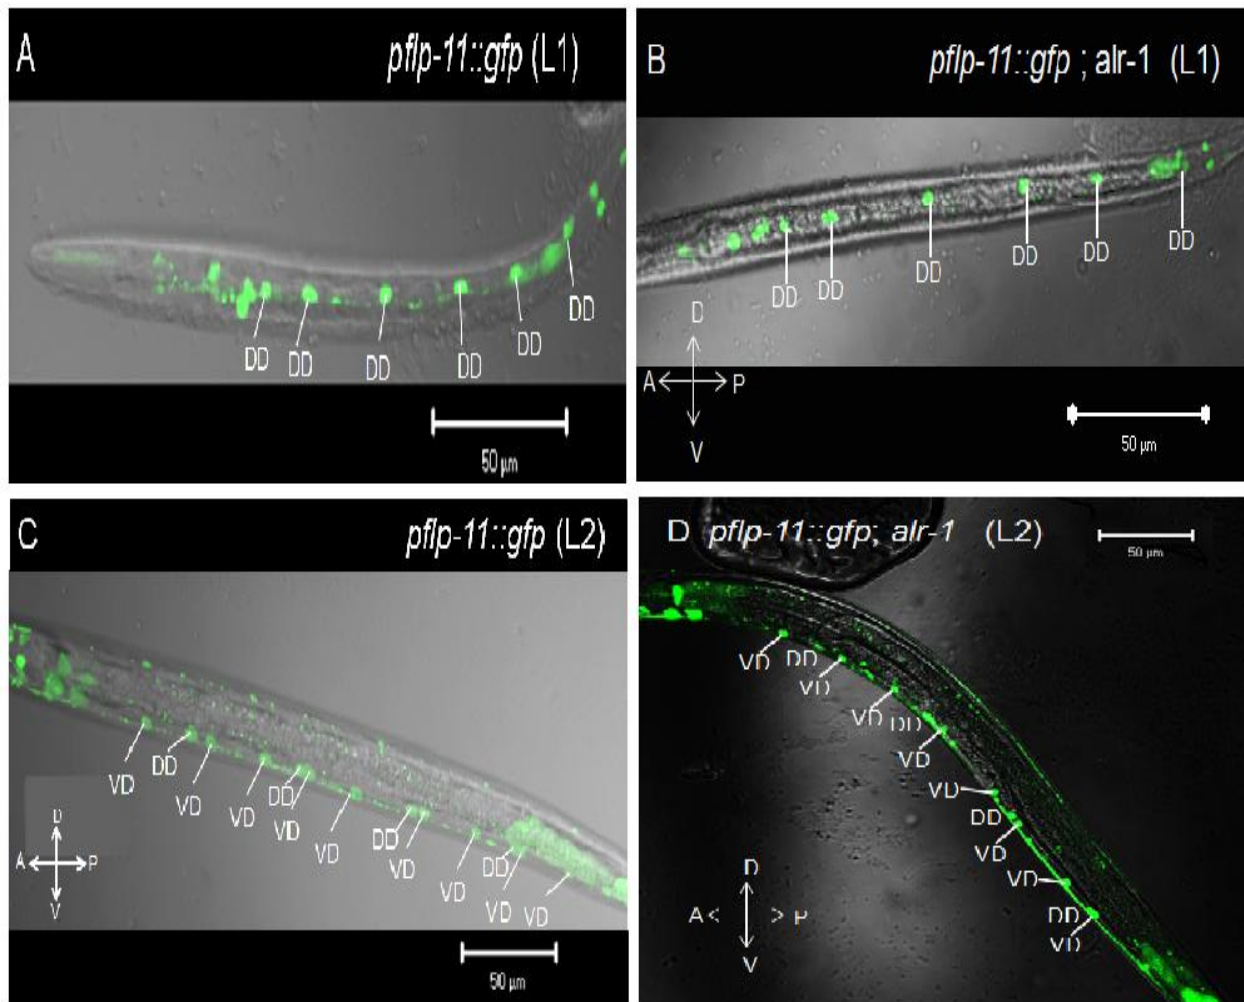 A pflp-11::gfp (L1)
DD DD DD DD DD DD
50 µm
B pflp-11::gfp ; alr-1 (L1)
DD DD DD DD DD DD
D
A P
V
50 µm
C pflp-11::gfp (L2)
VD DD VD VD DD VD VD DD VD VD DD VD VD
D
A P
V
50 µm
D pflp-11::gfp; alr-1 (L2)
50 µm
VD DD VD VD DD VD VD DD VD VD DD VD
D
A < > P
V